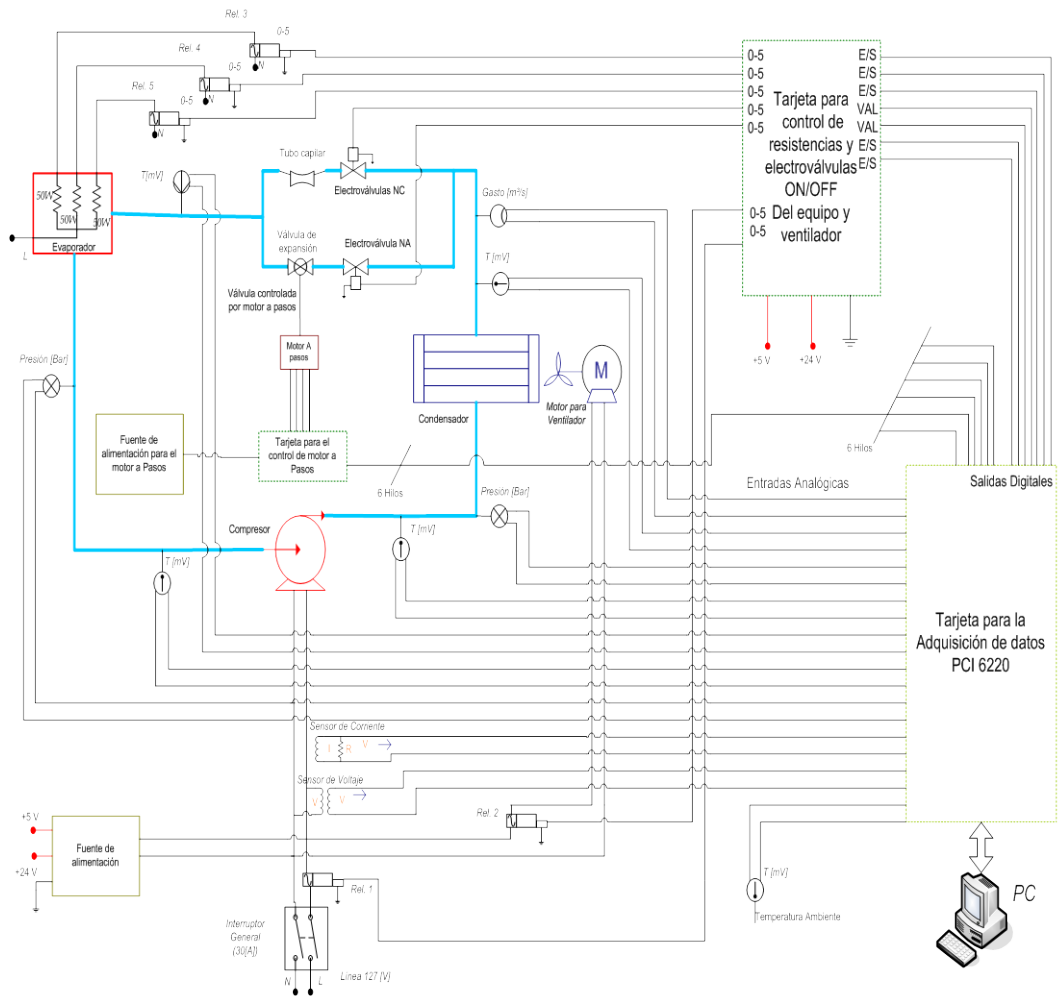 Rel. 3
0-5
Rel. 4
0-5
N
Rel. 5
0-5
N
N
50W
50W
50W
Evaporador
L
T[mV]
Tubo capilar
Electroválvulas NC
Válvula de
expansión
Electroválvula NA
Válvula controlada
por motor a pasos
Motor A
pasos
Gasto [m³/s]
T [mV]
0-5
0-5
0-5
0-5
0-5
E/S
E/S
E/S
VAL
VAL
E/S
E/S
Tarjeta para
control de
resistencias y
electroválvulas
ON/OFF
Del equipo y
ventilador
0-5
0-5
+5 V
+24 V
Presión [Bar]
Fuente de
alimentación para el
motor a Pasos
Tarjeta para el
control de motor a
Pasos
6 Hilos
Condensador
M
Motor para
Ventilador
6 Hilos
Entradas Analógicas
Salidas Digitales
Presión [Bar]
Compresor
T [mV]
T [mV]
Tarjeta para la
Adquisición de datos
PCI 6220
Sensor de Corriente
I
R
V
Sensor de Voltaje
V
V
Rel. 2
+5 V
+24 V
Fuente de
alimentación
Rel. 1
Interruptor
General
(30[A])
N
L
Linea 127 [V]
T [mV]
Temperatura Ambiente
PC